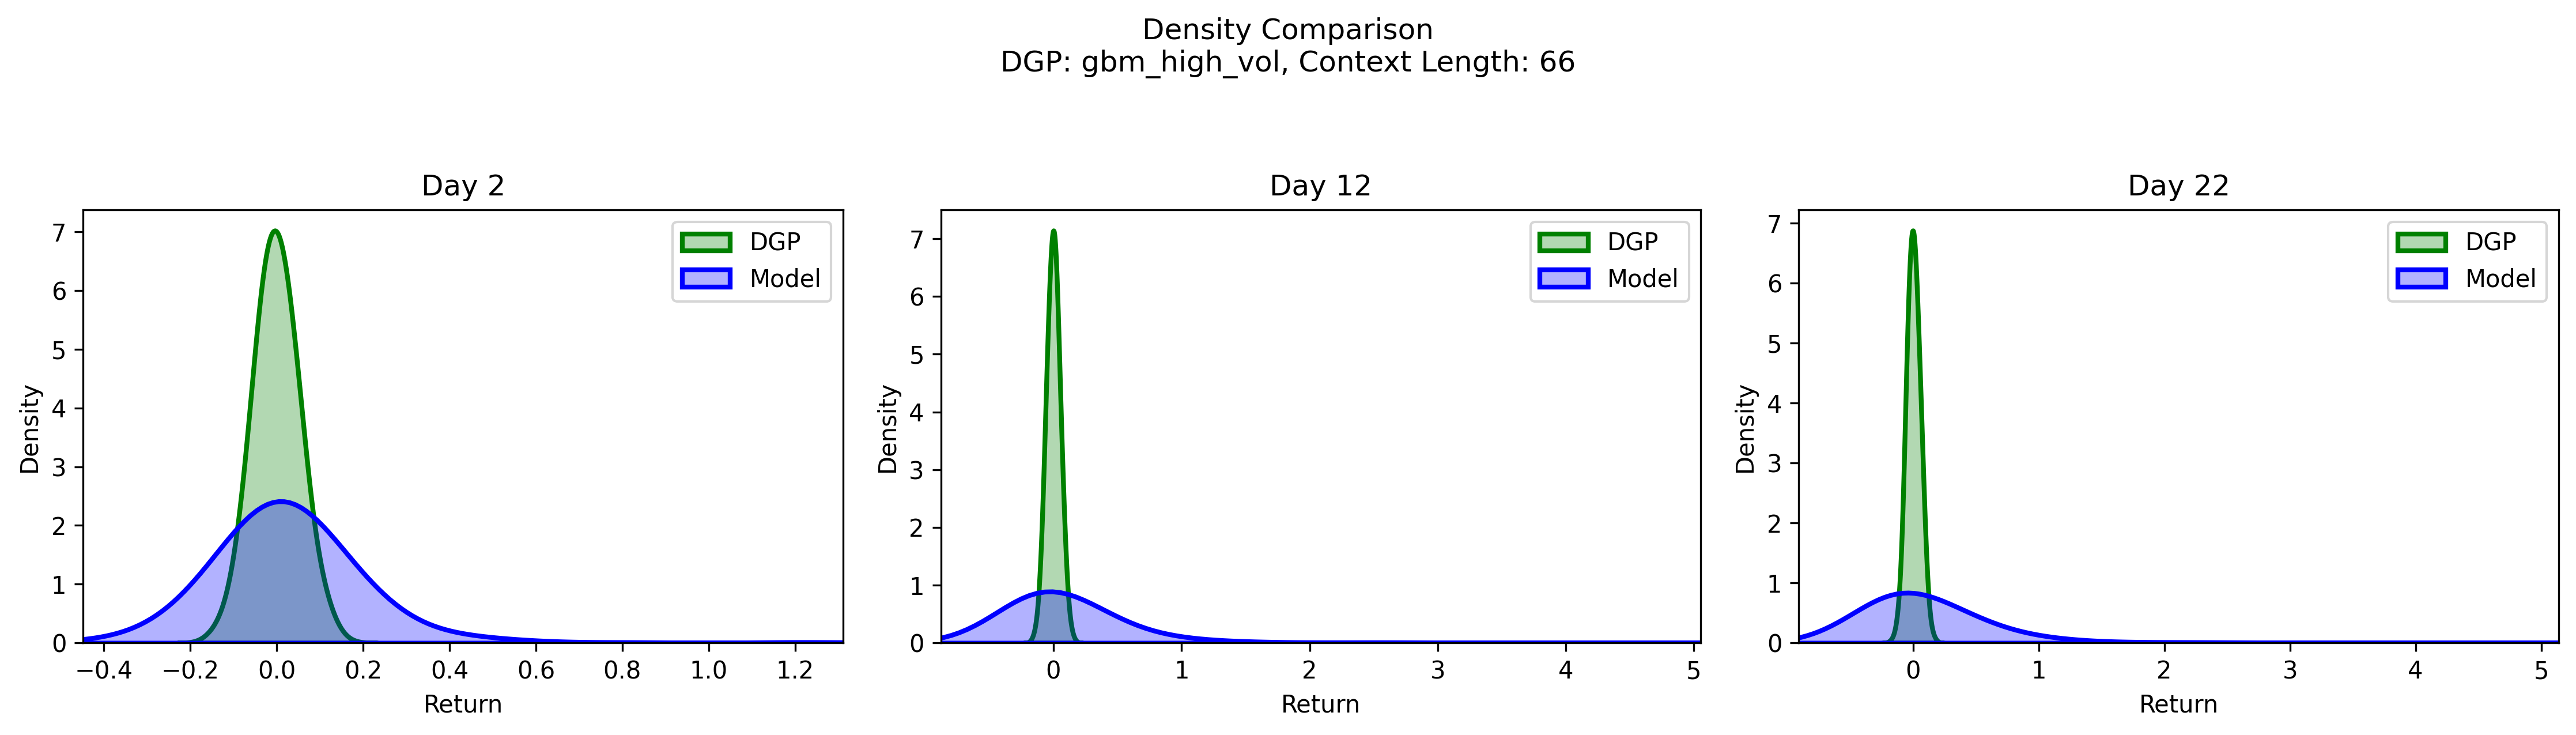 Density Comparison
DGP: gbm_high_vol, Context Length: 66
Day 2
Density
7
6
5
4
3
2
1
0
−0.4 −0.2 0.0 0.2 0.4 0.6 0.8 1.0 1.2
Return
DGP
Model
Day 12
Density
7
6
5
4
3
2
1
0
0 1 2 3 4 5
Return
DGP
Model
Day 22
Density
7
6
5
4
3
2
1
0
0 1 2 3 4 5
Return
DGP
Model